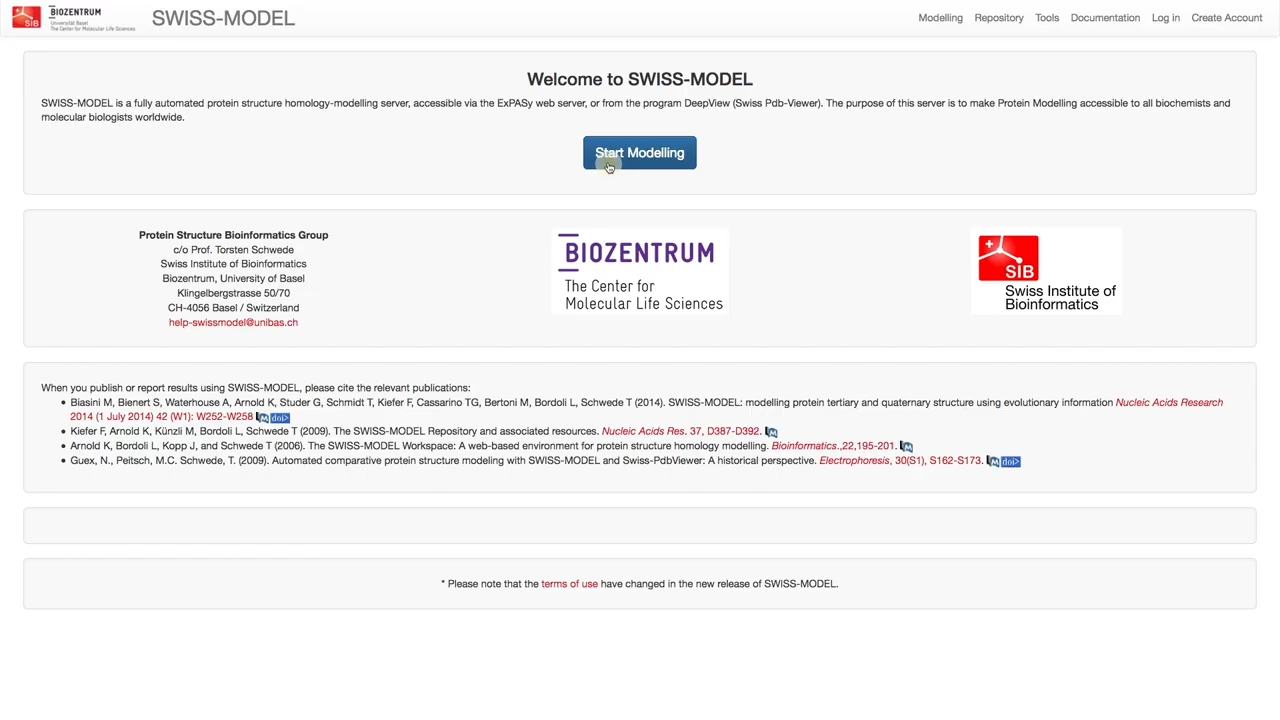 SIB BIOZENTRUM
Universität Basel
The Center for Molecular Life Sciences
SWISS-MODEL
Modelling Repository Tools Documentation Log in Create Account
Welcome to SWISS-MODEL
SWISS-MODEL is a fully automated protein structure homology-modelling server, accessible via the ExPASy web server, or from the program DeepView (Swiss Pdb-Viewer). The purpose of this server is to make Protein Modelling accessible to all biochemists and
molecular biologists worldwide.
Start Modelling
Protein Structure Bioinformatics Group
c/o Prof. Torsten Schwede
Swiss Institute of Bioinformatics
Biozentrum, University of Basel
Klingelbergstrasse 50/70
CH-4056 Basel / Switzerland
help-swissmodel@unibas.ch
BIOZENTRUM
The Center for
Molecular Life Sciences
SIB
Swiss Institute of
Bioinformatics
When you publish or report results using SWISS-MODEL, please cite the relevant publications:
Biasini M, Bienert S, Waterhouse A, Arnold K, Studer G, Schmidt T, Kiefer F, Cassarino TG, Bertoni M, Bordoli L, Schwede T (2014). SWISS-MODEL: modelling protein tertiary and quaternary structure using evolutionary information Nucleic Acids Research
2014 (1 July 2014) 42 (W1): W252-W258 doi>
Kiefer F, Arnold K, Künzli M, Bordoli L, Schwede T (2009). The SWISS-MODEL Repository and associated resources. Nucleic Acids Res. 37, D387-D392.
Arnold K, Bordoli L, Kopp J, and Schwede T (2006). The SWISS-MODEL Workspace: A web-based environment for protein structure homology modelling. Bioinformatics.,22,195-201.
Guex, N., Peitsch, M.C. Schwede, T. (2009). Automated comparative protein structure modeling with SWISS-MODEL and Swiss-PdbViewer: A historical perspective. Electrophoresis, 30(S1), S162-S173. doi>
* Please note that the terms of use have changed in the new release of SWISS-MODEL.